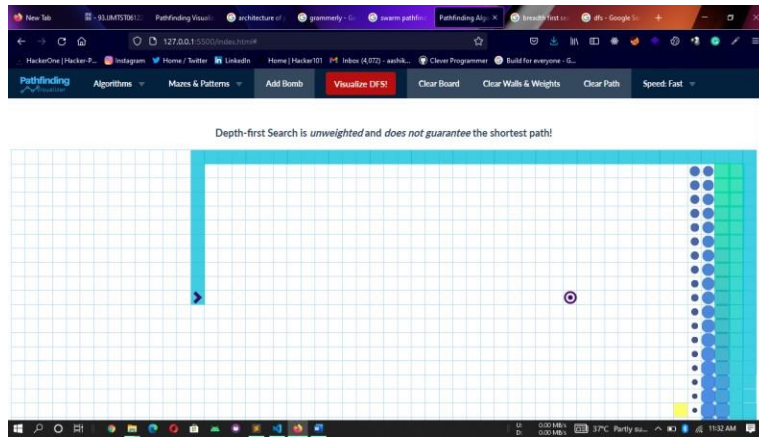 New Tab
Pathfinding Visualiz
architecture of
grammerly - G
swarm pathfin
Pathfinding Algo
breadth first se
dfs - Google Se
127.0.0.1:5500/index.html#
HackerOne | Hacker-P...
Instagram
Home / Twitter
LinkedIn
Home | Hacker101
Inbox (4,072) - aashik...
Clever Programmer
Build for everyone - G...
Pathfinding
Visualizer
Algorithms
Mazes & Patterns
Add Bomb
Visualize DFS!
Clear Board
Clear Walls & Weights
Clear Path
Speed: Fast
Depth-first Search is unweighted and does not guarantee the shortest path!
U: 0.00 MB/s
D: 0.00 MB/s
37°C Partly su...
11:32 AM